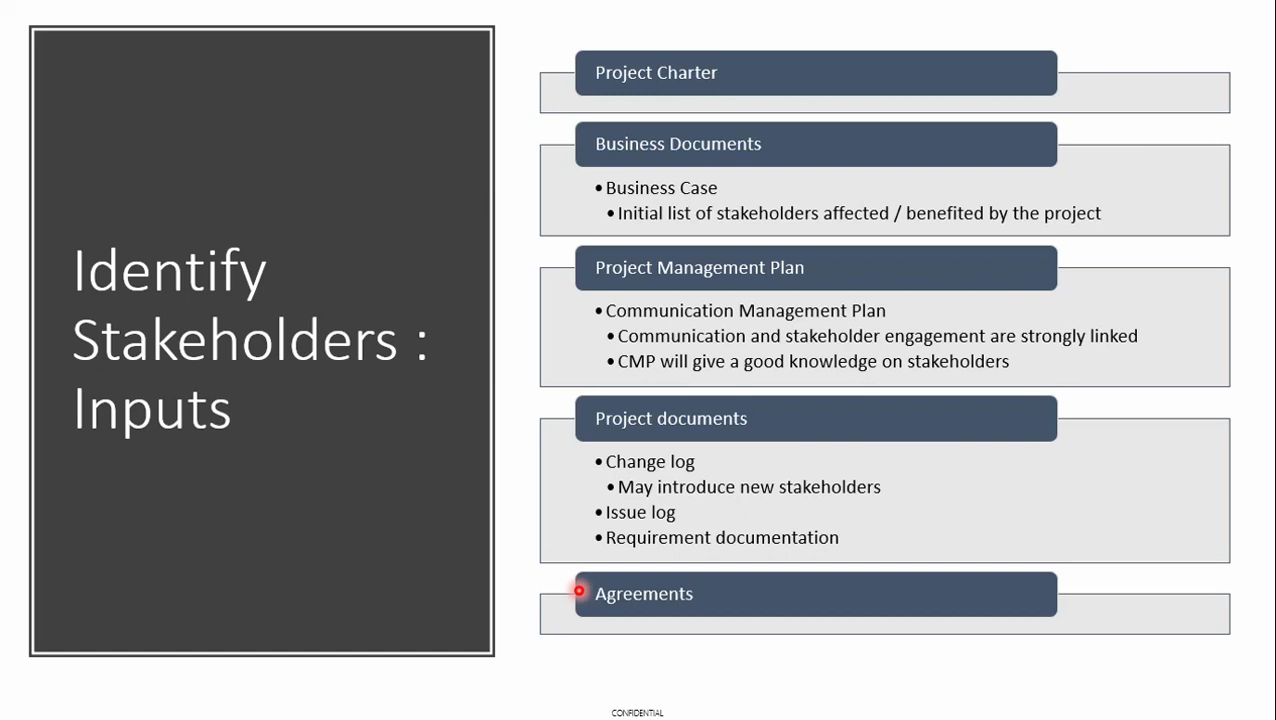 Identify
Stakeholders :
Inputs
Project Charter
Business Documents
•Business Case
•Initial list of stakeholders affected / benefited by the project
Project Management Plan
•Communication Management Plan
•Communication and stakeholder engagement are strongly linked
•CMP will give a good knowledge on stakeholders
Project documents
•Change log
•May introduce new stakeholders
•Issue log
•Requirement documentation
Agreements
CONFIDENTIAL